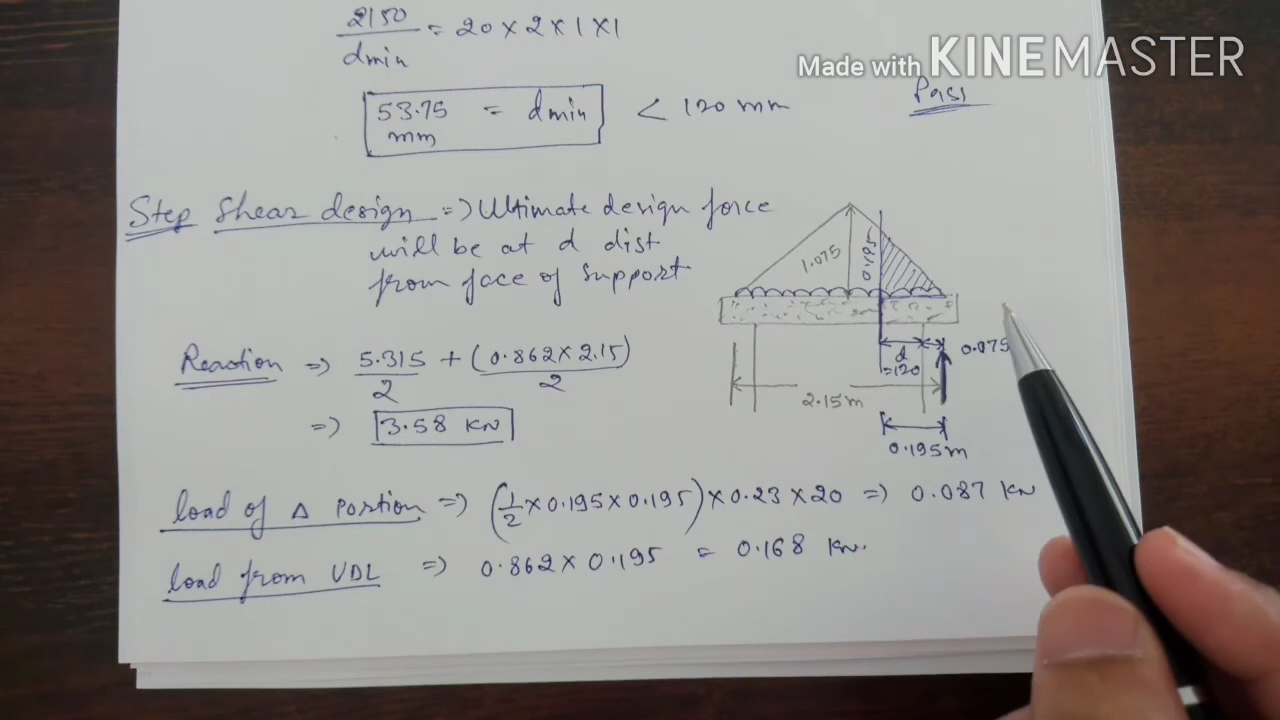 2150
―――― = 20 × 2 × 1 × 1
dmin
Made with KINEMASTER
53.75 mm = dmin < 120 mm
Pass
Step Shear design => Ultimate design force
will be at d dist
from face of support
1.075
0.195
Reaction => 5.315/2 + (0.862×2.15)/2
0.075
d
=120
2.15m
=> 3.58 KN
0.195m
load of Δ Portion => (1/2 × 0.195 × 0.195) × 0.23 × 20 => 0.087 KN
load from UDL => 0.862 × 0.195 = 0.168 KN.